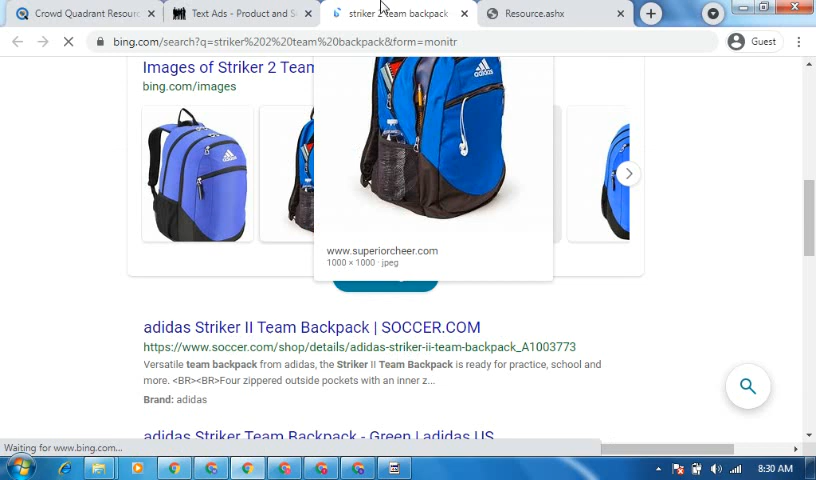 Crowd Quadrant Resourc
Text Ads - Product and S
striker 2 team backpack
Resource.ashx
bing.com/search?q=striker%202%20team%20backpack&form=monitr
Guest
Images of Striker 2 Team
bing.com/images
adidas
adidas
www.superiorcheer.com
1000 × 1000 · jpeg
adidas Striker II Team Backpack | SOCCER.COM
https://www.soccer.com/shop/details/adidas-striker-ii-team-backpack_A1003773
Versatile team backpack from adidas, the Striker II Team Backpack is ready for practice, school and
more. <BR><BR>Four zippered outside pockets with an inner z...
Brand: adidas
adidas Striker Team Backpack - Green | adidas US
Waiting for www.bing.com...
8:30 AM